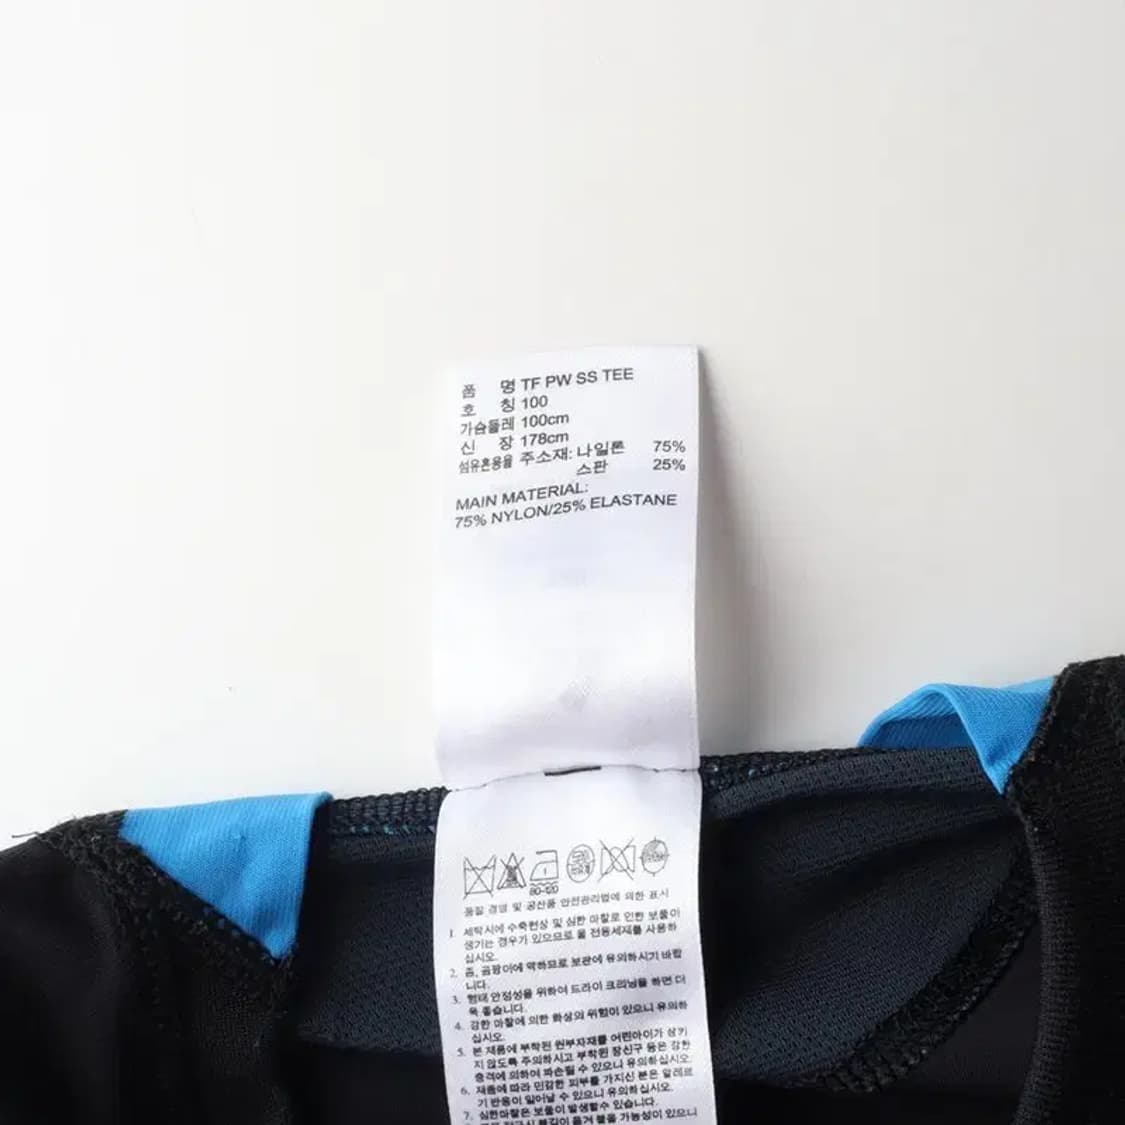 품 명 TF PW SS TEE
호 칭 100
가슴둘레 100cm
신 장 178cm
섬유혼용율 주소재: 나일론 75%
스판 25%
MAIN MATERIAL:
75% NYLON/25% ELASTANE
80-120
품질 경영 및 공산품 안전관리법에 의한 표시
1. 세탁시에 수축현상 및 심한 마찰로 인한 보풀이
생기는 경우가 있으므로 울 전용세제를 사용하
십시오.
2. 좀, 곰팡이에 약하므로 보관에 유의하시기 바랍
니다.
3. 형태 안정성을 위하여 드라이 크리닝을 하면 더
욱 좋습니다.
4. 강한 마찰에 의한 화상의 위험이 있으니 유의하
십시오.
5. 본 제품에 부착된 원부자재를 어린아이가 삼키
지 않도록 주의하시고 부착된 장신구 등은 강한
충격에 의하여 파손될 수 있으니 유의하십시오.
6. 제품에 따라 민감한 피부를 가지신 분은 알레르
기 반응이 일어날 수 있으니 유의하십시오.
7. 심한마찰은 보풀이 발생할수 있습니다.